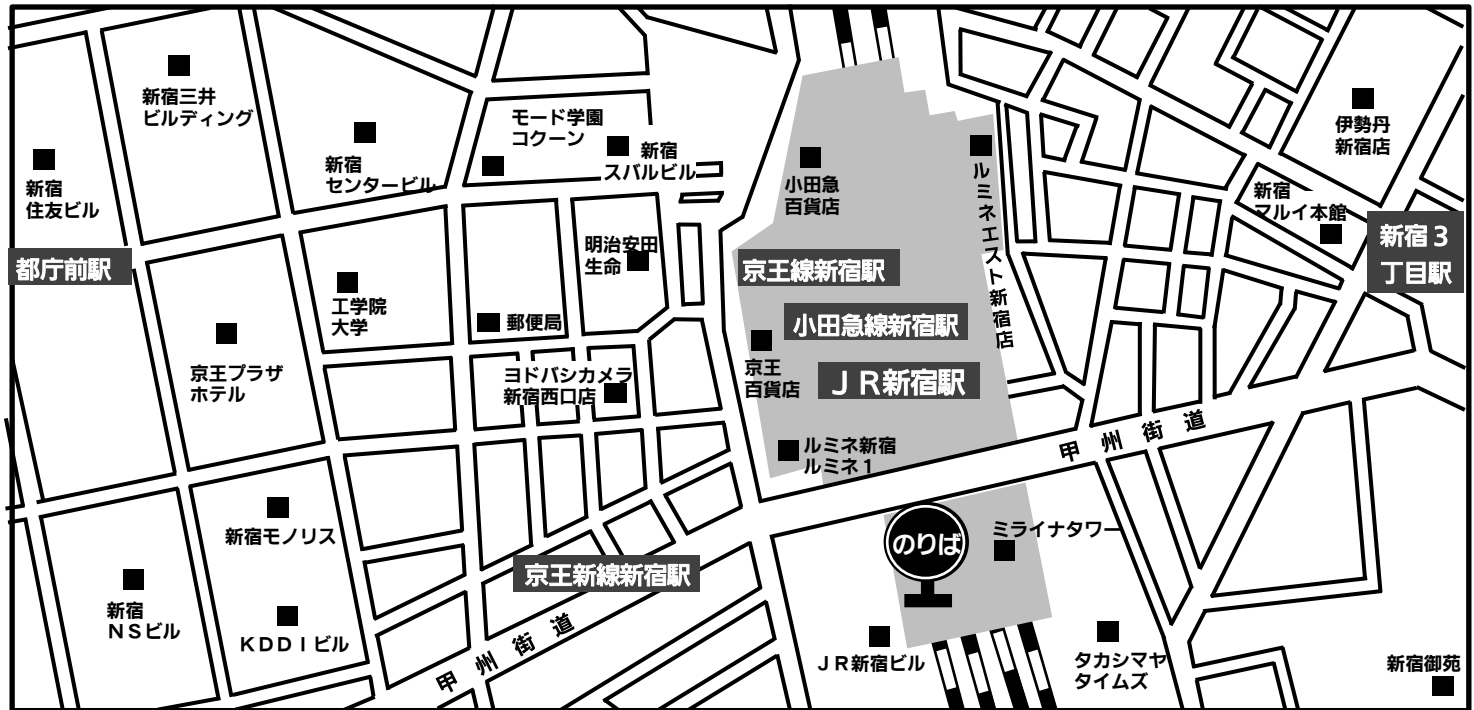 新宿三井
ビルディング
新宿
住友ビル
新宿
センタービル
モード学園
コクーン
新宿
スバルビル
小田急
百貨店
ルミネエスト新宿店
伊勢丹
新宿店
新宿
マルイ本館
新宿３
丁目駅
都庁前駅
明治安田
生命
京王線新宿駅
工学院
大学
郵便局
小田急線新宿駅
京王プラザ
ホテル
ヨドバシカメラ
新宿西口店
京王
百貨店
ＪＲ新宿駅
ルミネ新宿
ルミネ１
甲州街道
新宿モノリス
のりば
ミライナタワー
京王新線新宿駅
新宿
ＮＳビル
ＫＤＤＩビル
甲州街道
ＪＲ新宿ビル
タカシマヤ
タイムズ
新宿御苑